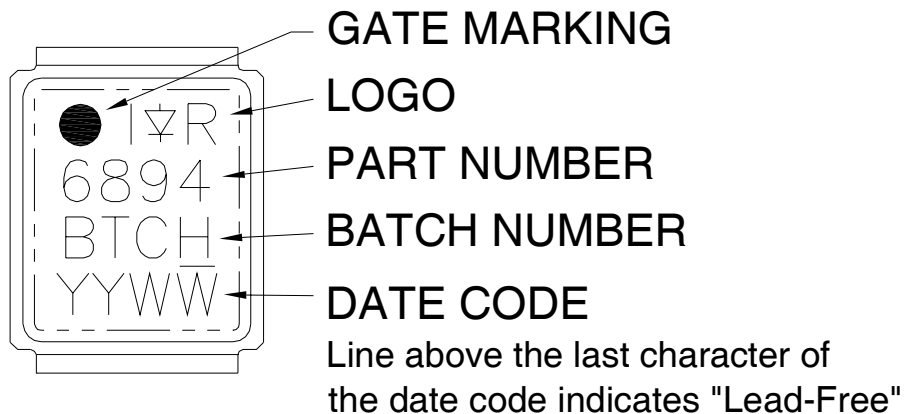 GATE MARKING
I R LOGO
6894 PART NUMBER
BTCH BATCH NUMBER
YYWW DATE CODE
Line above the last character of
the date code indicates "Lead-Free"